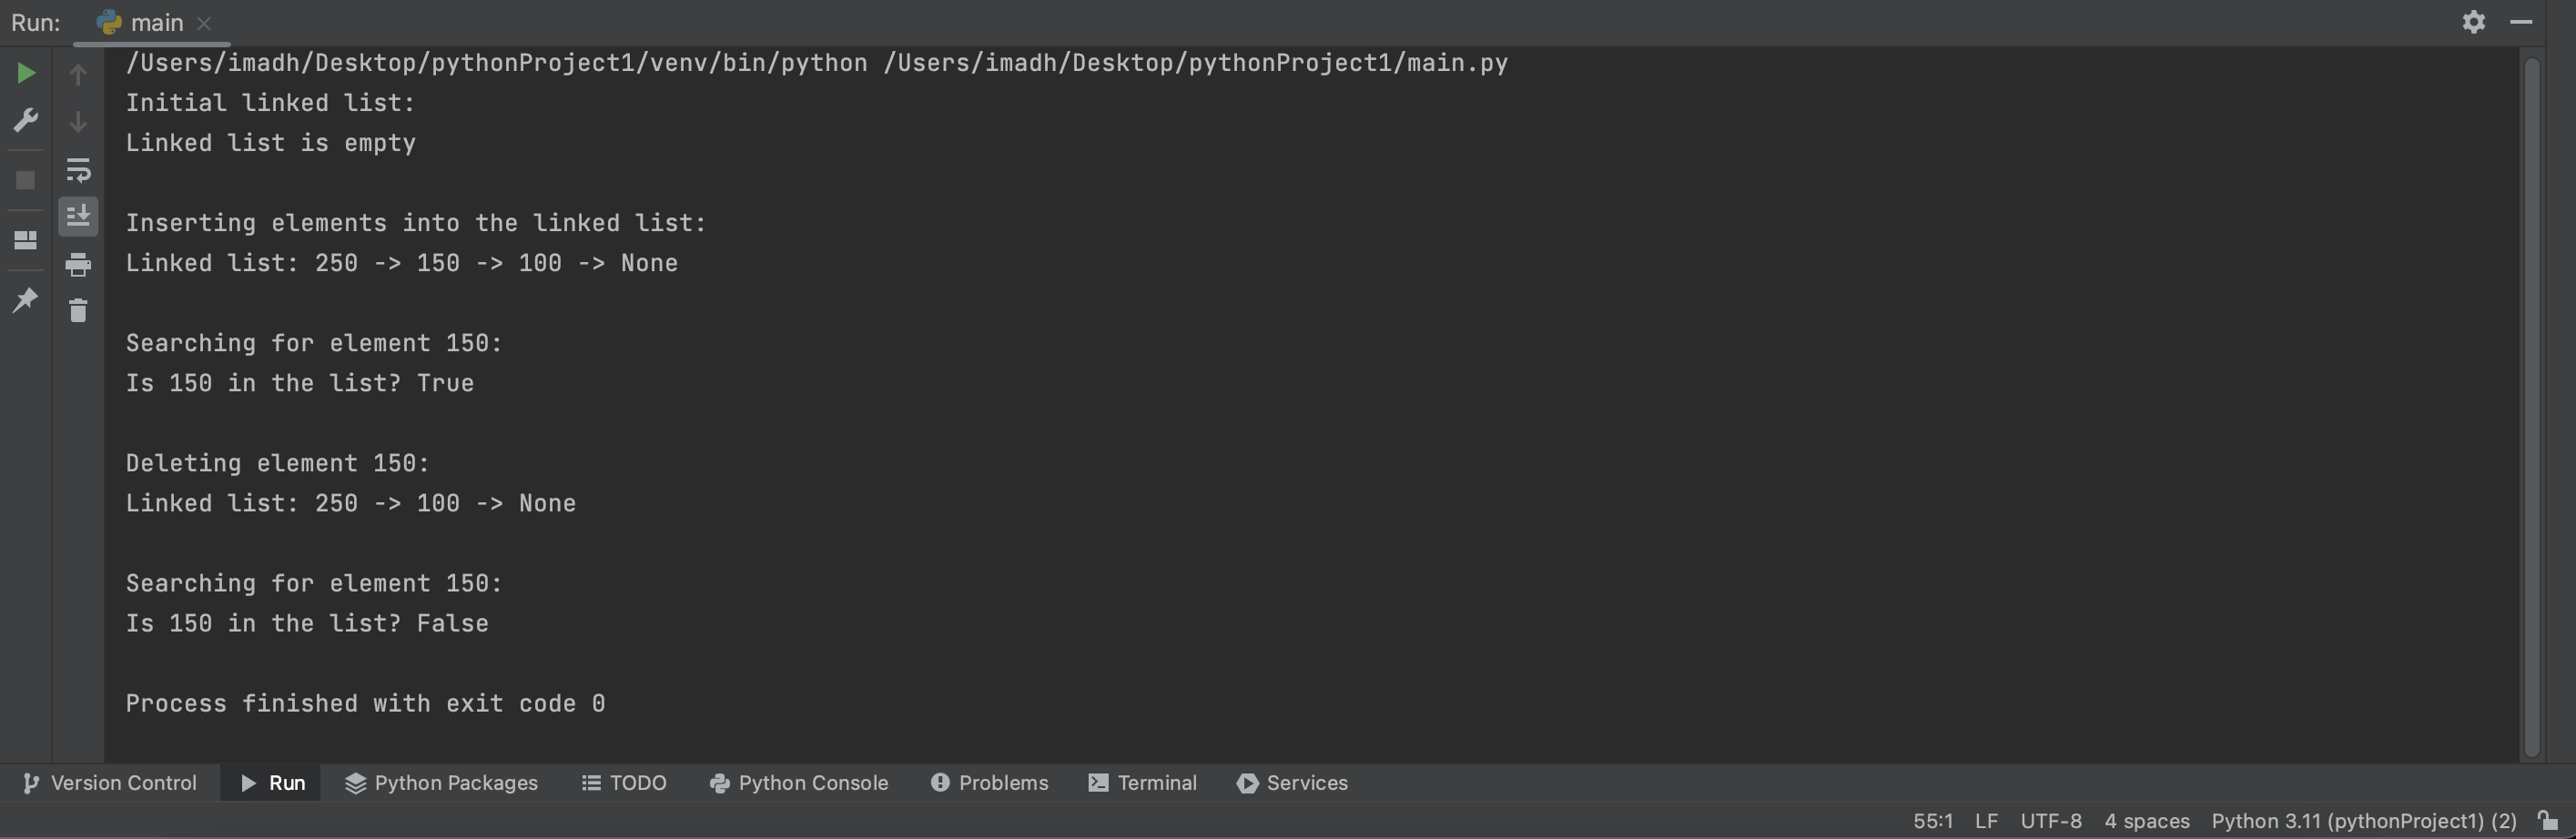 Run: main
/Users/imadh/Desktop/pythonProject1/venv/bin/python /Users/imadh/Desktop/pythonProject1/main.py
Initial linked list:
Linked list is empty
Inserting elements into the linked list:
Linked list: 250 -> 150 -> 100 -> None
Searching for element 150:
Is 150 in the list? True
Deleting element 150:
Linked list: 250 -> 100 -> None
Searching for element 150:
Is 150 in the list? False
Process finished with exit code 0
Version Control Run Python Packages TODO Python Console Problems Terminal Services
55:1 LF UTF-8 4 spaces Python 3.11 (pythonProject1) (2)